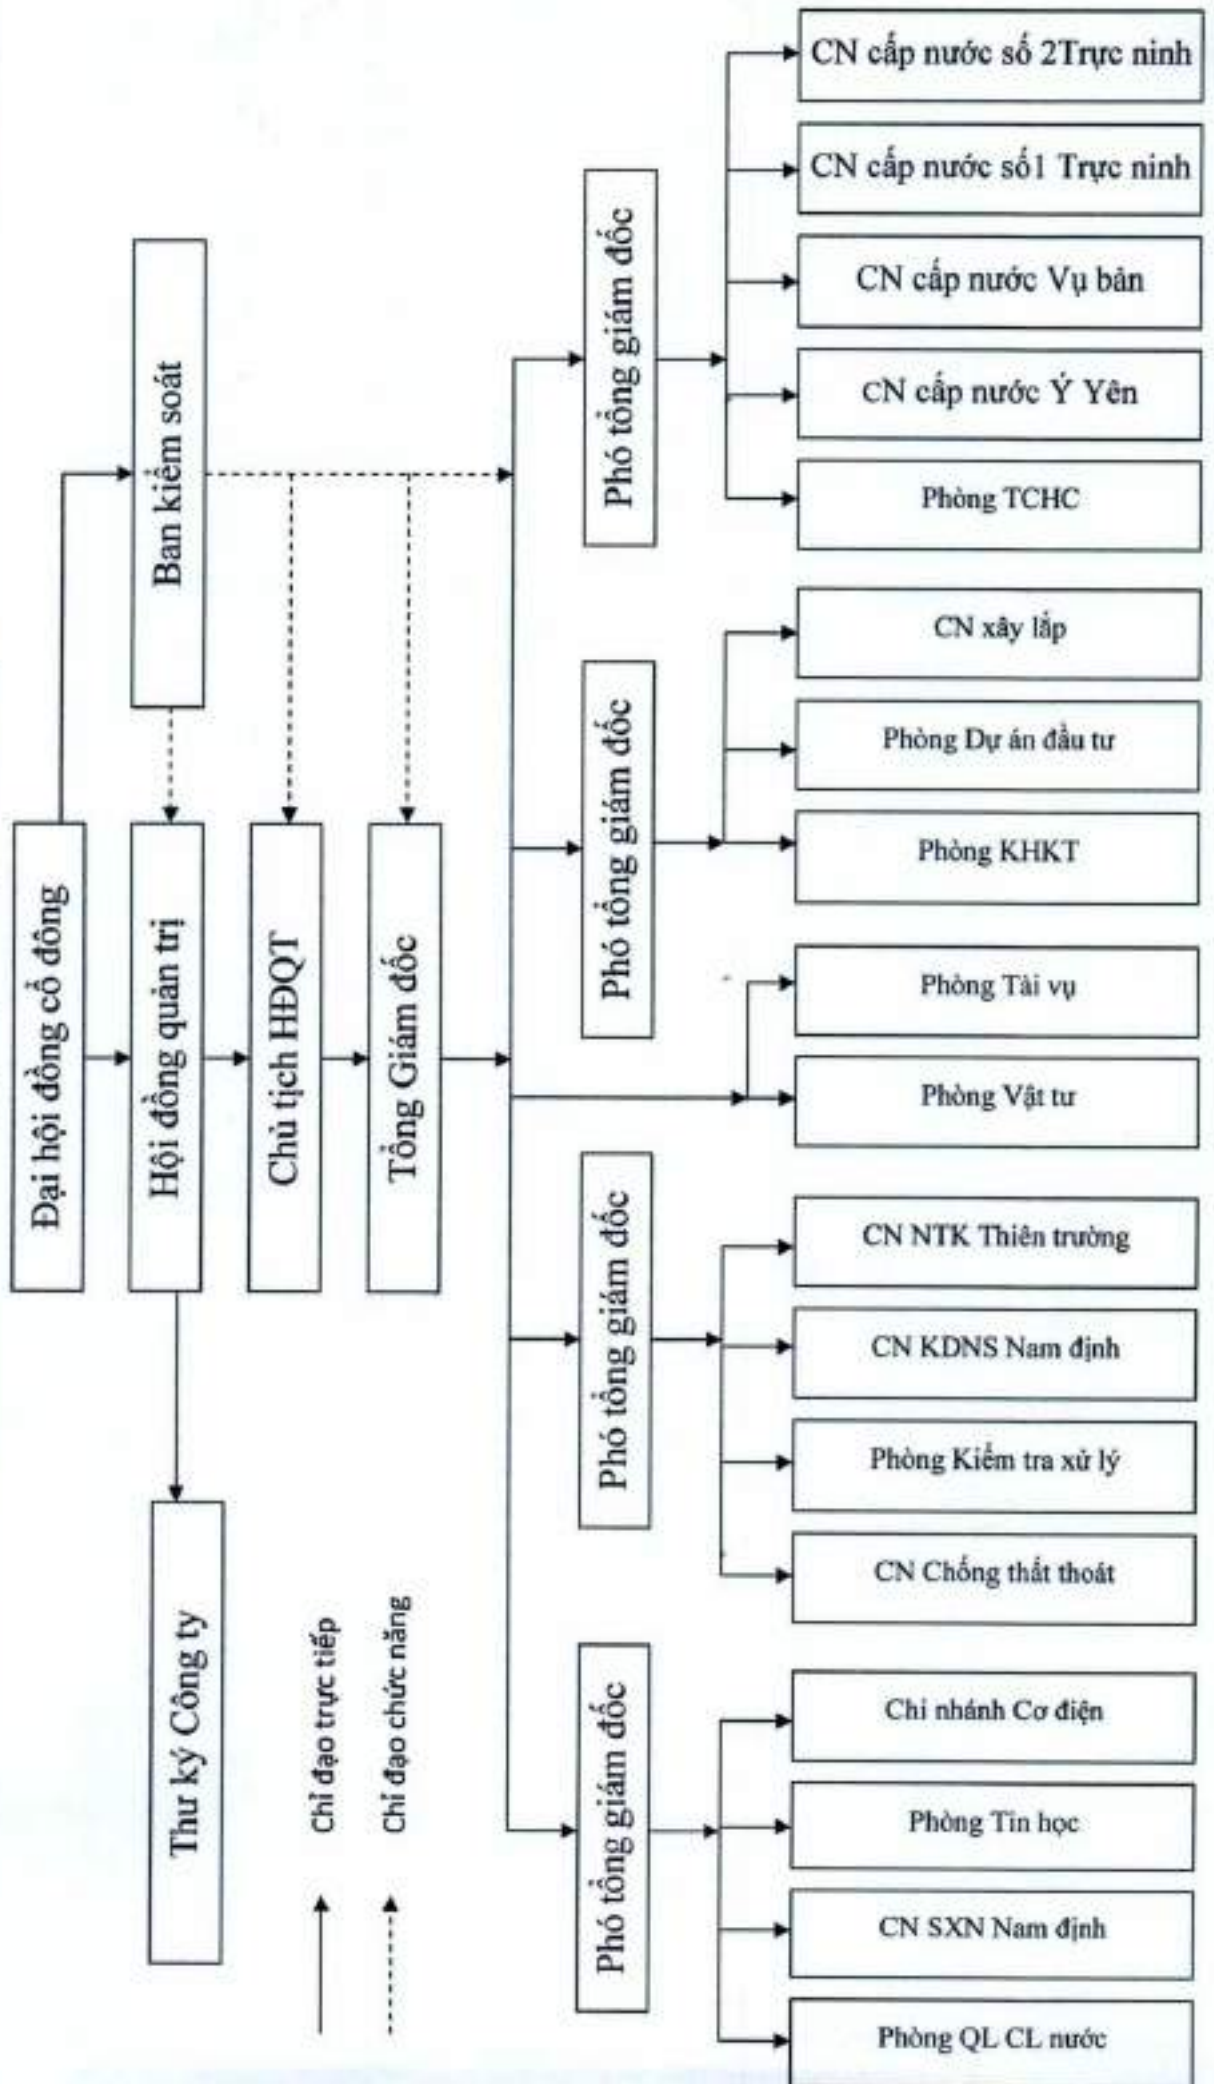 Đại hội đồng cổ đông
Ban kiểm soát
Hội đồng quản trị
Thư ký Công ty
Chủ tịch HĐQT
Tổng Giám đốc
Chỉ đạo trực tiếp
Chỉ đạo chức năng
Phó tổng giám đốc
Phó tổng giám đốc
Phó tổng giám đốc
Phó tổng giám đốc
CN cấp nước số 2Trực ninh
CN cấp nước số1 Trực ninh
CN cấp nước Vụ bản
CN cấp nước Ý Yên
Phòng TCHC
CN xây lắp
Phòng Dự án đầu tư
Phòng KHKT
Phòng Tài vụ
Phòng Vật tư
CN NTK Thiên trường
CN KDNS Nam định
Phòng Kiểm tra xử lý
CN Chống thất thoát
Chi nhánh Cơ điện
Phòng Tin học
CN SXN Nam định
Phòng QL CL nước